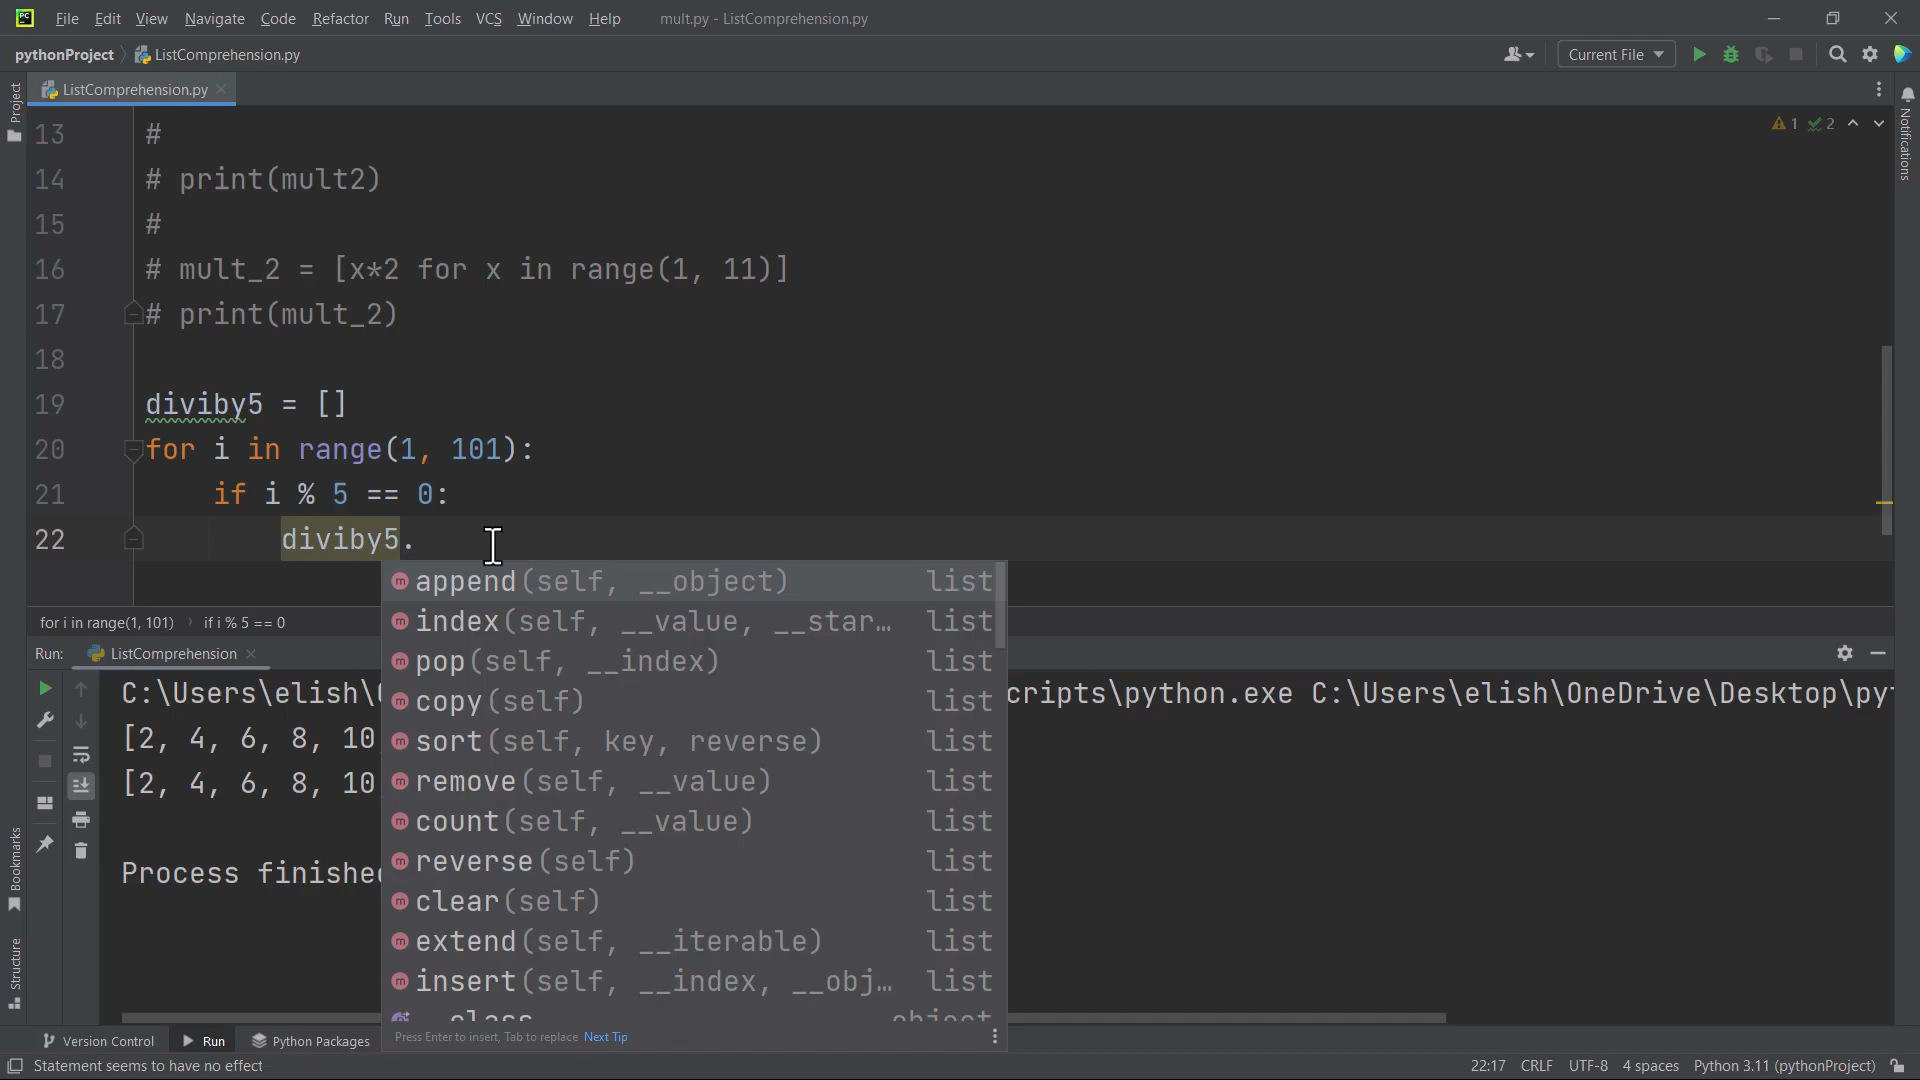 PC File Edit View Navigate Code Refactor Run Tools VCS Window Help mult.py - ListComprehension.py
pythonProject ListComprehension.py Current File
ListComprehension.py
Project
Notifications
1 2
13 #
14 # print(mult2)
15 #
16 # mult_2 = [x*2 for x in range(1, 11)]
17 # print(mult_2)
18
19 diviby5 = []
20 for i in range(1, 101):
21 if i % 5 == 0:
22 diviby5.
append(self, __object) list
index(self, __value, __star… list
pop(self, __index) list
copy(self) list
sort(self, key, reverse) list
remove(self, __value) list
count(self, __value) list
reverse(self) list
clear(self) list
extend(self, __iterable) list
insert(self, __index, __obj… list
Press Enter to insert, Tab to replace Next Tip
for i in range(1, 101) if i % 5 == 0
Run: ListComprehension
C:\Users\elish\ cripts\python.exe C:\Users\elish\OneDrive\Desktop\py
[2, 4, 6, 8, 10
[2, 4, 6, 8, 10
Process finished
Bookmarks
Structure
Version Control Run Python Packages
Statement seems to have no effect 22:17 CRLF UTF-8 4 spaces Python 3.11 (pythonProject)